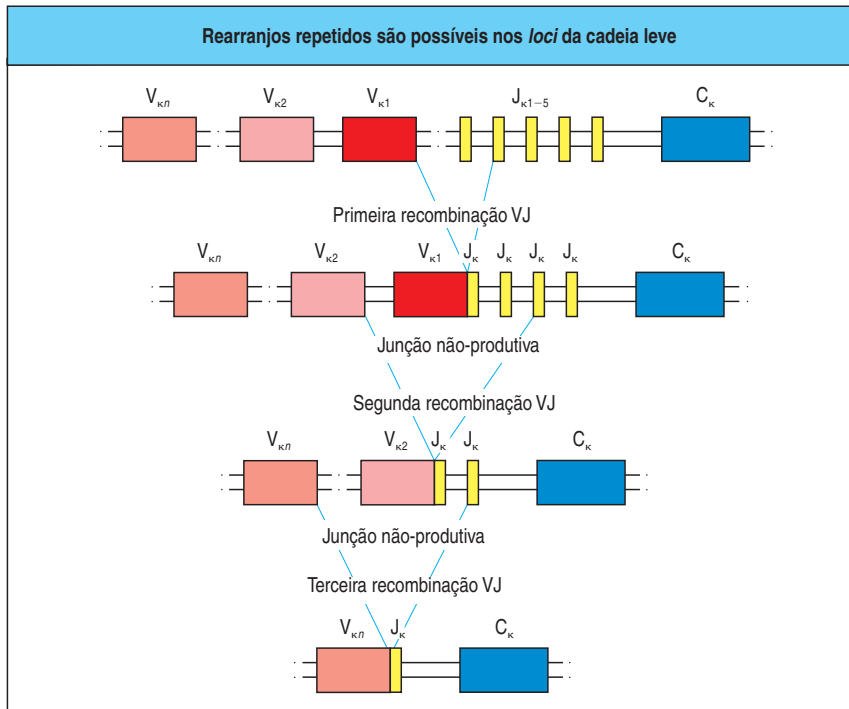 Rearranjos repetidos são possíveis nos loci da cadeia leve
Vκn Vκ2 Vκ1 Jκ1–5 Cκ
Primeira recombinação VJ
Vκn Vκ2 Vκ1 Jκ Jκ Jκ Jκ Cκ
Junção não-produtiva
Segunda recombinação VJ
Vκn Vκ2 Jκ Jκ Cκ
Junção não-produtiva
Terceira recombinação VJ
Vκn Jκ Cκ